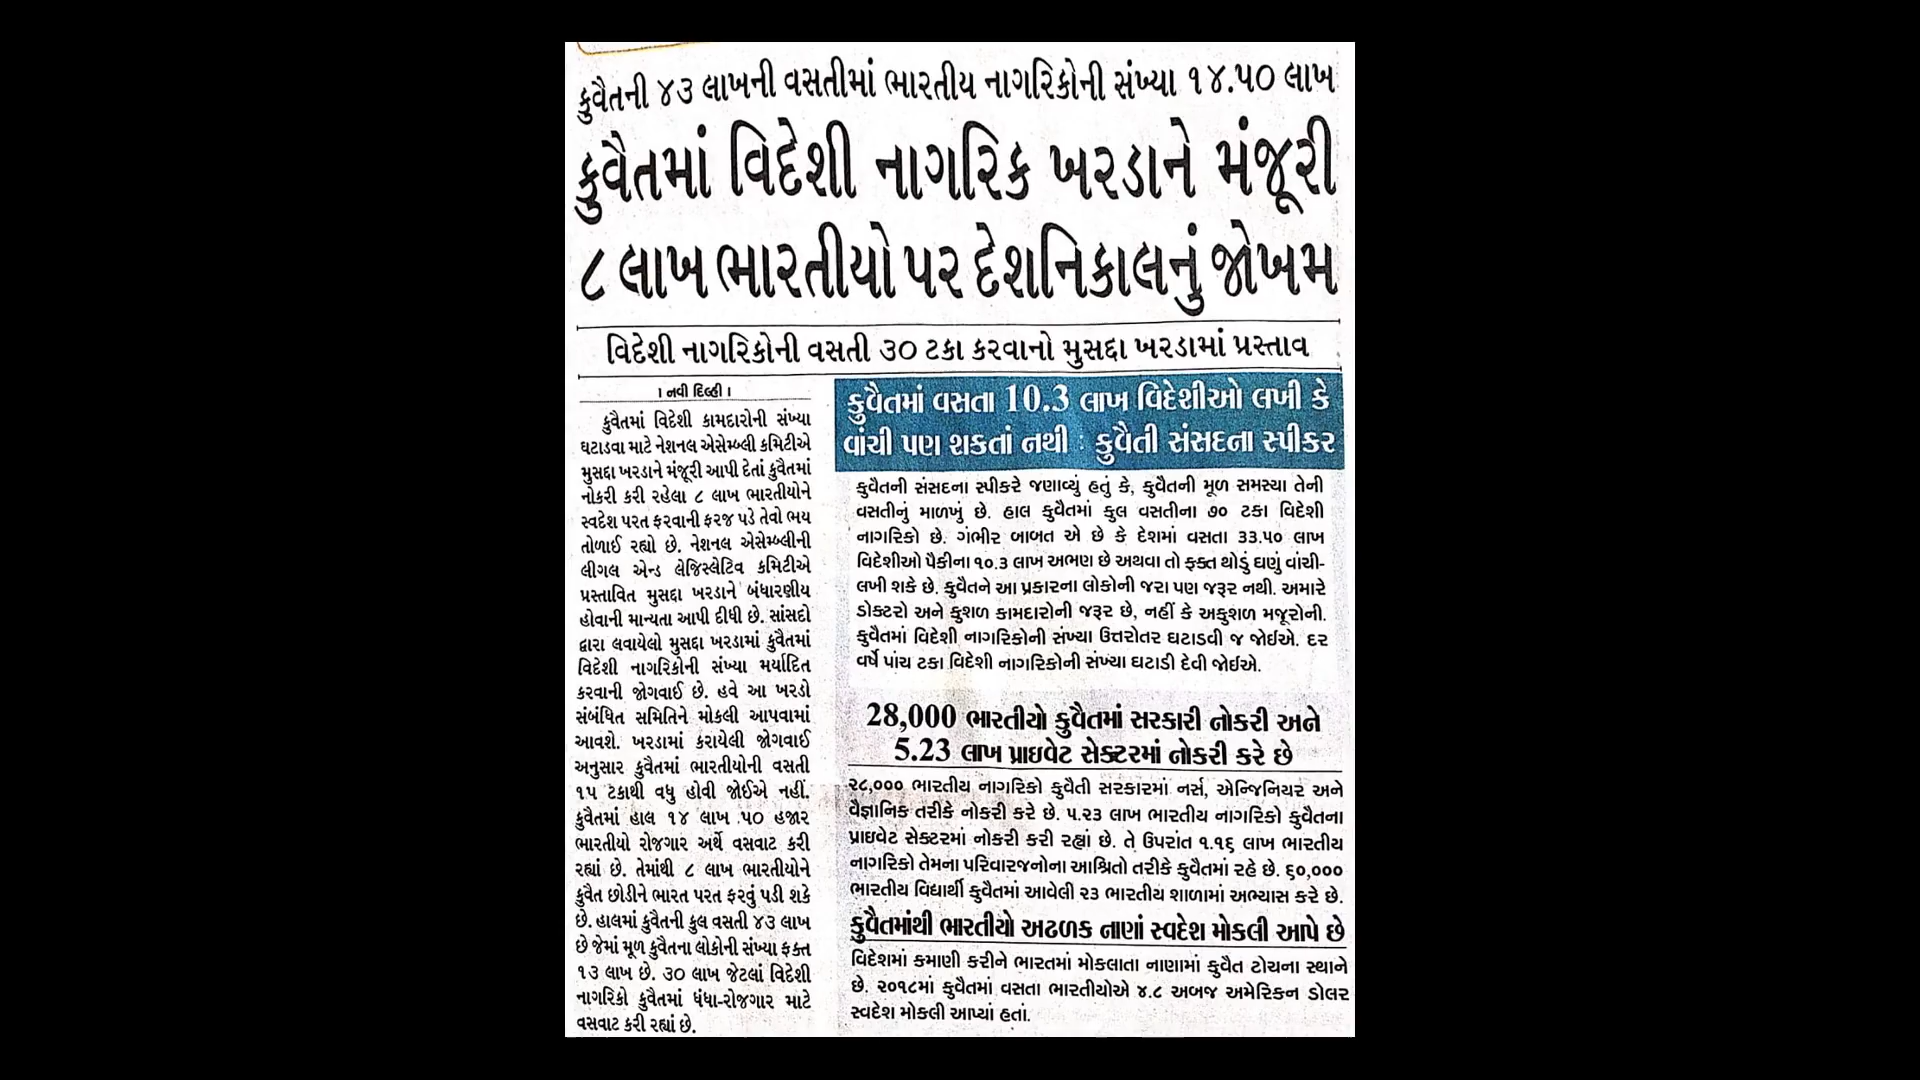 કુવૈતની ૪૩ લાખની વસતીમાં ભારતીય નાગરિકોની સંખ્યા ૧૪.૫૦ લાખ
કુવૈતમાં વિદેશી નાગરિક ખરડાને મંજૂરી
૮ લાખ ભારતીયો પર દેશનિકાલનું જોખમ
વિદેશી નાગરિકોની વસતી ૩૦ ટકા કરવાનો મુસદ્દા ખરડામાં પ્રસ્તાવ
। નવી દિલ્હી ।
કુવૈતમાં વિદેશી કામદારોની સંખ્યા
ઘટાડવા માટે નેશનલ એસેમ્બ્લી કમિટીએ
મુસદ્દા ખરડાને મંજૂરી આપી દેતાં કુવૈતમાં
નોકરી કરી રહેલા ૮ લાખ ભારતીયોને
સ્વદેશ પરત ફરવાની ફરજ પડે તેવો ભય
તોળાઈ રહ્યો છે. નેશનલ એસેમ્બ્લીની
લીગલ એન્ડ લેજિસ્લેટિવ કમિટીએ
પ્રસ્તાવિત મુસદ્દા ખરડાને બંધારણીય
હોવાની માન્યતા આપી દીધી છે. સાંસદો
દ્વારા લવાયેલો મુસદ્દા ખરડામાં કુવૈતમાં
વિદેશી નાગરિકોની સંખ્યા મર્યાદિત
કરવાની જોગવાઈ છે. હવે આ ખરડો
સંબંધિત સમિતિને મોકલી આપવામાં
આવશે. ખરડામાં કરાયેલી જોગવાઈ
અનુસાર કુવૈતમાં ભારતીયોની વસતી
૧૫ ટકાથી વધુ હોવી જોઈએ નહીં.
કુવૈતમાં હાલ ૧૪ લાખ ૫૦ હજાર
ભારતીયો રોજગાર અર્થે વસવાટ કરી
રહ્યાં છે. તેમાંથી ૮ લાખ ભારતીયોને
કુવૈત છોડીને ભારત પરત ફરવું પડી શકે
છે. હાલમાં કુવૈતની કુલ વસતી ૪૩ લાખ
છે જેમાં મૂળ કુવૈતના લોકોની સંખ્યા ફક્ત
૧૩ લાખ છે. ૩૦ લાખ જેટલાં વિદેશી
નાગરિકો કુવૈતમાં ધંધા-રોજગાર માટે
વસવાટ કરી રહ્યાં છે.
કુવૈતમાં વસતા 10.3 લાખ વિદેશીઓ લખી કે
વાંચી પણ શકતાં નથી : કુવૈતી સંસદના સ્પીકર
કુવૈતની સંસદના સ્પીકરે જણાવ્યું હતું કે, કુવૈતની મૂળ સમસ્યા તેની
વસતીનું માળખું છે. હાલ કુવૈતમાં કુલ વસતીના ૭૦ ટકા વિદેશી
નાગરિકો છે. ગંભીર બાબત એ છે કે દેશમાં વસતા ૩૩.૫૦ લાખ
વિદેશીઓ પૈકીના ૧૦.૩ લાખ અભણ છે અથવા તો ફક્ત થોડું ઘણું વાંચી-
લખી શકે છે. કુવૈતને આ પ્રકારના લોકોની જરા પણ જરૂર નથી. અમારે
ડોક્ટરો અને કુશળ કામદારોની જરૂર છે, નહીં કે અકુશળ મજૂરોની.
કુવૈતમાં વિદેશી નાગરિકોની સંખ્યા ઉત્તરોતર ઘટાડવી જ જોઈએ. દર
વર્ષે પાંચ ટકા વિદેશી નાગરિકોની સંખ્યા ઘટાડી દેવી જોઈએ.
28,000 ભારતીયો કુવૈતમાં સરકારી નોકરી અને
5.23 લાખ પ્રાઇવેટ સેક્ટરમાં નોકરી કરે છે
૨૮,૦૦૦ ભારતીય નાગરિકો કુવૈતી સરકારમાં નર્સ, એન્જિનિયર અને
વૈજ્ઞાનિક તરીકે નોકરી કરે છે. ૫.૨૩ લાખ ભારતીય નાગરિકો કુવૈતના
પ્રાઇવેટ સેક્ટરમાં નોકરી કરી રહ્યાં છે. તે ઉપરાંત ૧.૧૬ લાખ ભારતીય
નાગરિકો તેમના પરિવારજનોના આશ્રિતો તરીકે કુવૈતમાં રહે છે. ૬૦,૦૦૦
ભારતીય વિદ્યાર્થી કુવૈતમાં આવેલી ૨૩ ભારતીય શાળામાં અભ્યાસ કરે છે.
કુવૈતમાંથી ભારતીયો અઢળક નાણાં સ્વદેશ મોકલી આપે છે
વિદેશમાં કમાણી કરીને ભારતમાં મોકલાતા નાણામાં કુવૈત ટોચના સ્થાને
છે. ૨૦૧૮માં કુવૈતમાં વસતા ભારતીયોએ ૪.૮ અબજ અમેરિકન ડોલર
સ્વદેશ મોકલી આપ્યાં હતાં.